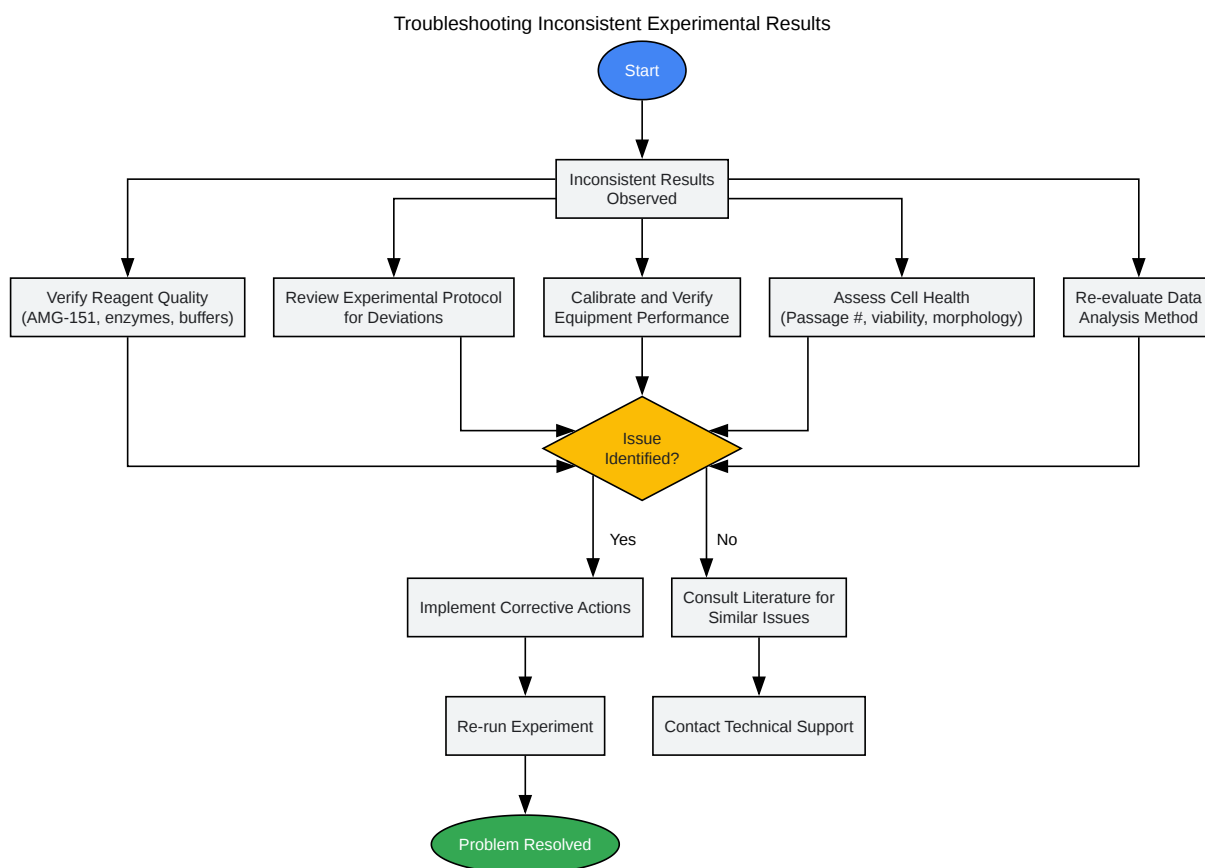 Troubleshooting Inconsistent Experimental Results
Start
Inconsistent Results
Observed
Verify Reagent Quality
(AMG-151, enzymes, buffers)
Review Experimental Protocol
for Deviations
Calibrate and Verify
Equipment Performance
Assess Cell Health
(Passage #, viability, morphology)
Re-evaluate Data
Analysis Method
Issue
Identified?
Yes
No
Implement Corrective Actions
Consult Literature for
Similar Issues
Re-run Experiment
Contact Technical Support
Problem Resolved